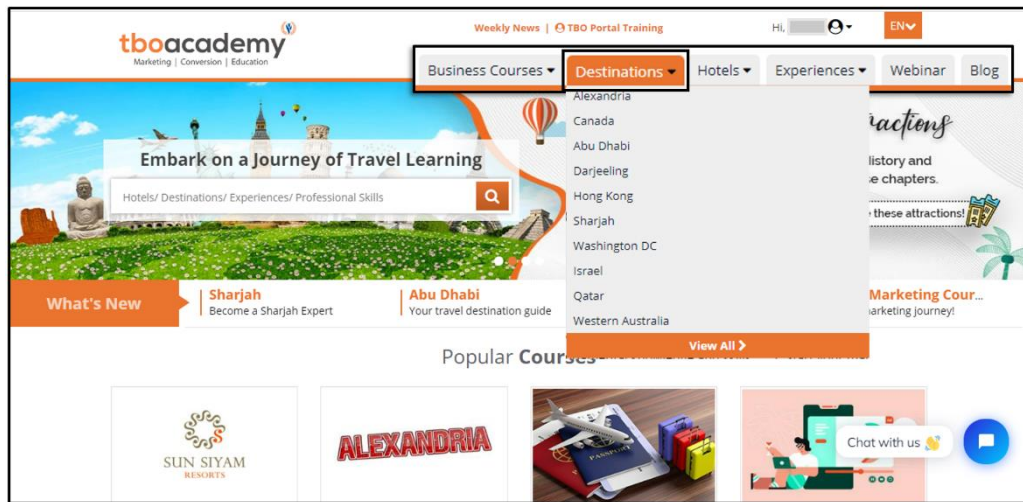 Weekly News | TBO Portal Training
Hi,
EN
tboacademy
Marketing | Conversion | Education
Business Courses
Destinations
Hotels
Experiences
Webinar
Blog
Alexandria
Canada
Abu Dhabi
Darjeeling
Hong Kong
Sharjah
Washington DC
Israel
Qatar
Western Australia
View All
Embark on a Journey of Travel Learning
Hotels/ Destinations/ Experiences/ Professional Skills
and
chapters.
these attractions!
What's New
Sharjah
Become a Sharjah Expert
Abu Dhabi
Your travel destination guide
Marketing Cour...
marketing journey!
Popular Courses
SUN SIYAM
RESORTS
ALEXANDRIA
PASSPORT
Chat with us 👋